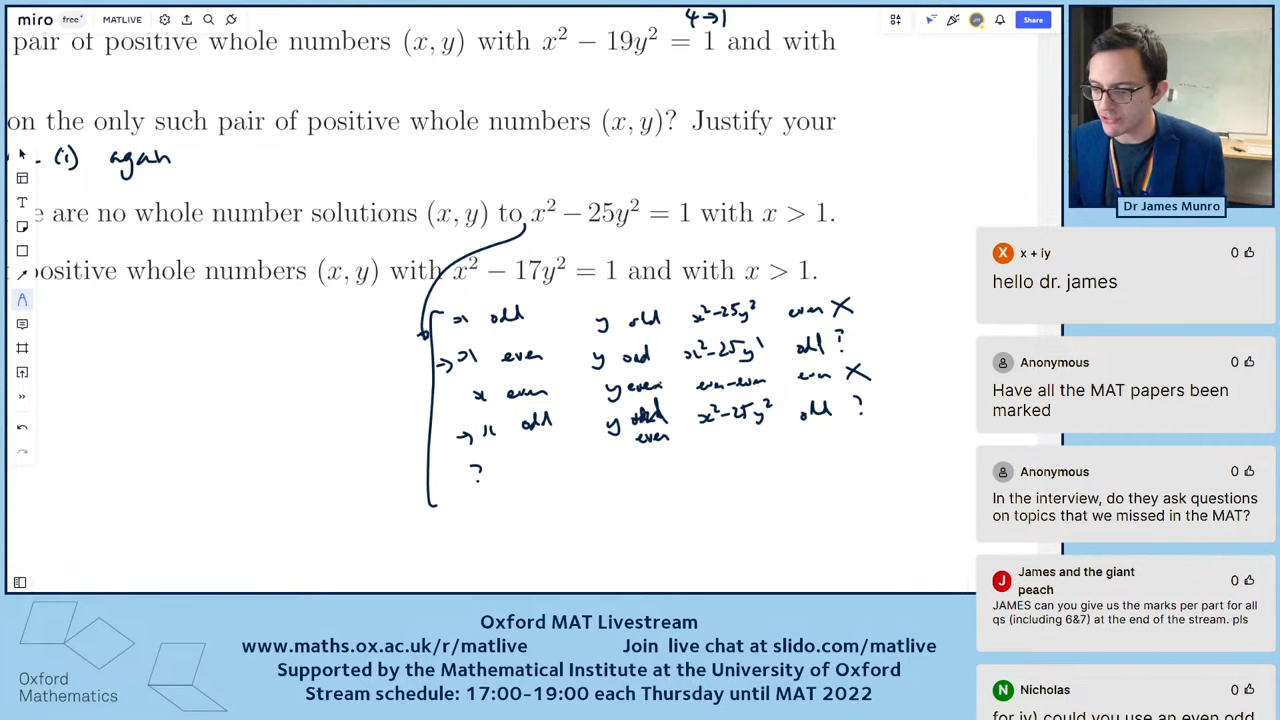 miro free MATLIVE Share
4→1
pair of positive whole numbers (x, y) with x² − 19y² = 1 and with
on the only such pair of positive whole numbers (x, y)? Justify your
(i) again
e are no whole number solutions (x, y) to x² − 25y² = 1 with x > 1.
positive whole numbers (x, y) with x² − 17y² = 1 and with x > 1.
x odd y odd x²-25y² even X
→ x even y odd x²-25y² odd ?
x even y even even-even even X
→ x odd y even x²-25y² odd ?
?
Dr James Munro
X x + iy 0
hello dr. james
Anonymous 0
Have all the MAT papers been
marked
Anonymous 0
In the interview, do they ask questions
on topics that we missed in the MAT?
J James and the giant
peach 0
JAMES can you give us the marks per part for all
qs (including 6&7) at the end of the stream. pls
N Nicholas 0
for iv) could you use an even odd
Oxford
Mathematics
Oxford MAT Livestream
www.maths.ox.ac.uk/r/matlive Join live chat at slido.com/matlive
Supported by the Mathematical Institute at the University of Oxford
Stream schedule: 17:00-19:00 each Thursday until MAT 2022